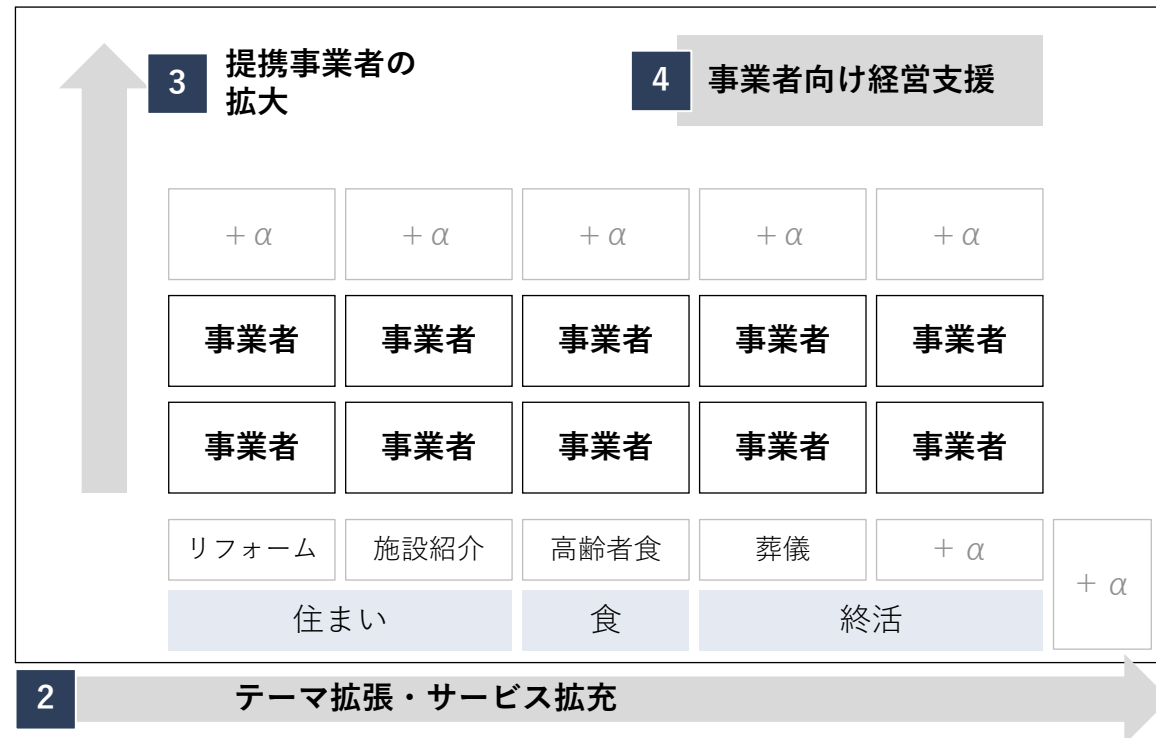 3
提携事業者の
拡大
4
事業者向け経営支援
+ α
+ α
+ α
+ α
+ α
事業者
事業者
事業者
事業者
事業者
事業者
事業者
事業者
事業者
事業者
リフォーム
施設紹介
高齢者食
葬儀
+ α
+ α
住まい
食
終活
2
テーマ拡張・サービス拡充